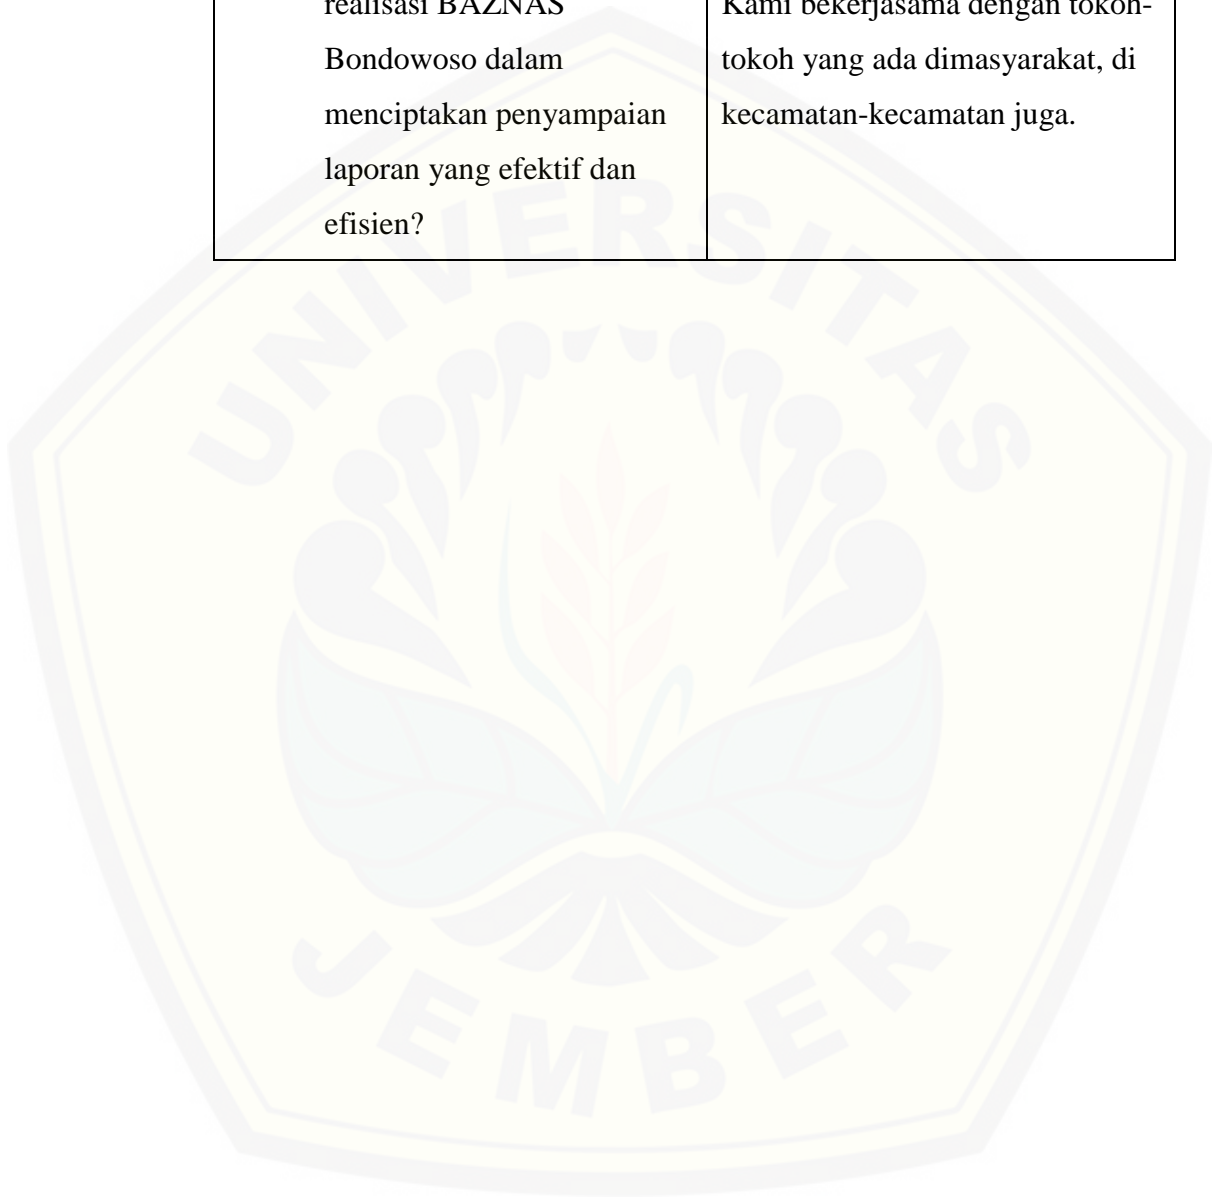 realisasi BAZNAS
Bondowoso dalam
menciptakan penyampaian
laporan yang efektif dan
efisien?
Kami bekerjasama dengan tokoh-
tokoh yang ada dimasyarakat, di
kecamatan-kecamatan juga.
UNIVERSITAS
JEMBER